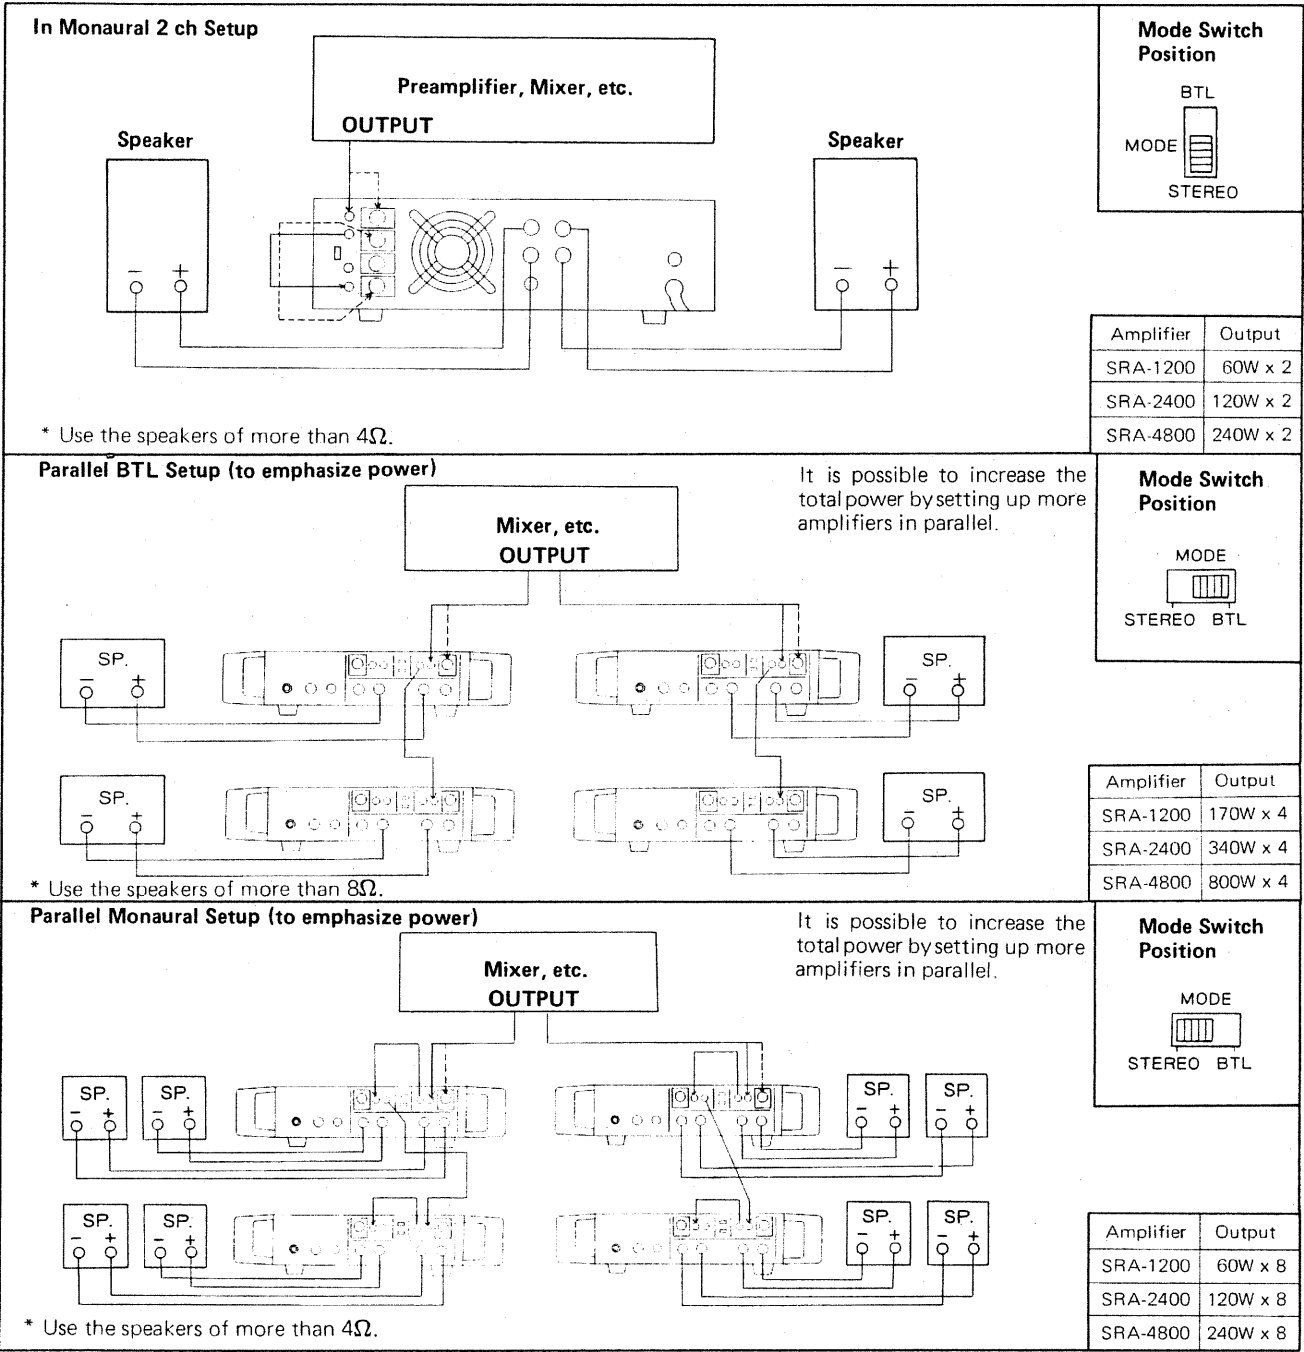 In Monaural 2 ch Setup
Preamplifier, Mixer, etc.
OUTPUT
Speaker
Speaker
- +
- +
* Use the speakers of more than 4Ω.
Mode Switch
Position
BTL
MODE
STEREO
Amplifier Output
SRA-1200 60W x 2
SRA-2400 120W x 2
SRA-4800 240W x 2
Parallel BTL Setup (to emphasize power)
Mixer, etc.
OUTPUT
It is possible to increase the
total power by setting up more
amplifiers in parallel.
SP.
- +
SP.
- +
SP.
- +
SP.
- +
* Use the speakers of more than 8Ω.
Mode Switch
Position
MODE
STEREO BTL
Amplifier Output
SRA-1200 170W x 4
SRA-2400 340W x 4
SRA-4800 800W x 4
Parallel Monaural Setup (to emphasize power)
Mixer, etc.
OUTPUT
It is possible to increase the
total power by setting up more
amplifiers in parallel.
SP. SP.
- + - +
SP. SP.
- + - +
SP. SP.
- + - +
SP. SP.
- + - +
* Use the speakers of more than 4Ω.
Mode Switch
Position
MODE
STEREO BTL
Amplifier Output
SRA-1200 60W x 8
SRA-2400 120W x 8
SRA-4800 240W x 8